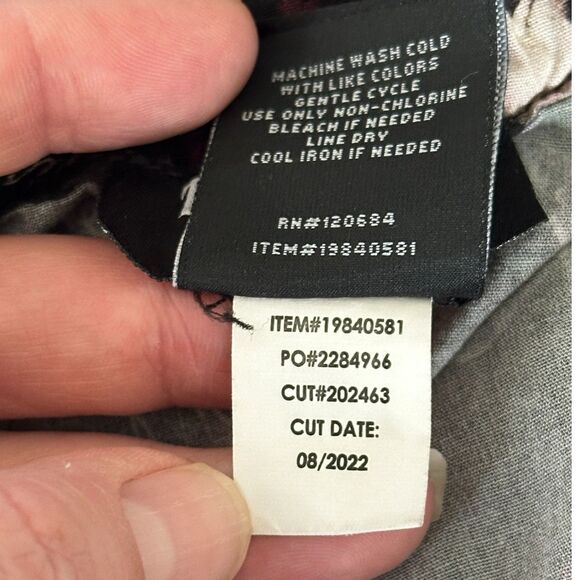 MACHINE WASH COLD
WITH LIKE COLORS
GENTLE CYCLE
USE ONLY NON-CHLORINE
BLEACH IF NEEDED
LINE DRY
COOL IRON IF NEEDED
RN#120684
ITEM#19840581
ITEM#19840581
PO#2284966
CUT#202463
CUT DATE:
08/2022